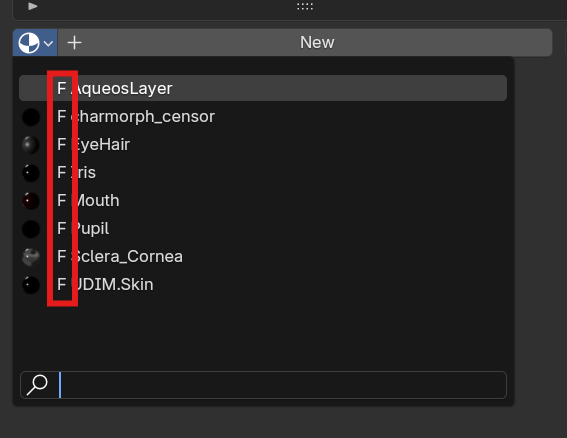 New
F AqueosLayer
F charmorph_censor
F EyeHair
F Iris
F Mouth
F Pupil
F Sclera_Cornea
F UDIM.Skin